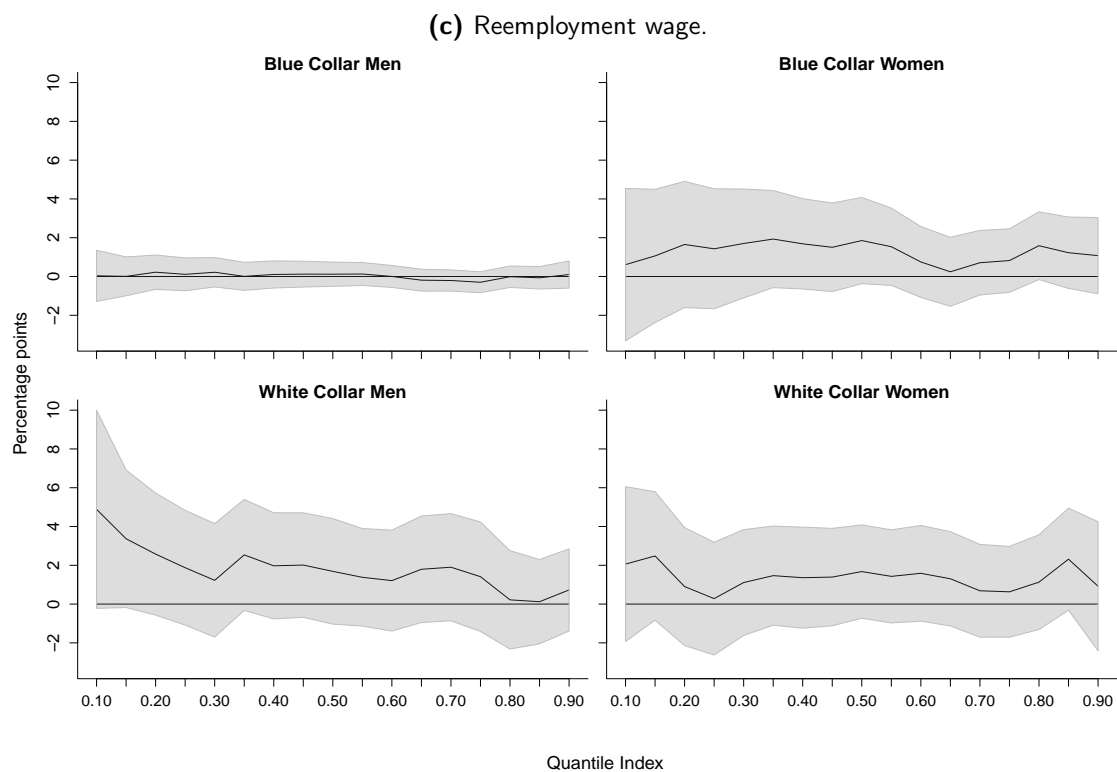 (c) Reemployment wage.
Blue Collar Men
Blue Collar Women
10
8
6
4
2
0
−2
White Collar Men
White Collar Women
10
8
6
4
2
0
−2
Percentage points
0.10 0.20 0.30 0.40 0.50 0.60 0.70 0.80 0.90
0.10 0.20 0.30 0.40 0.50 0.60 0.70 0.80 0.90
Quantile Index